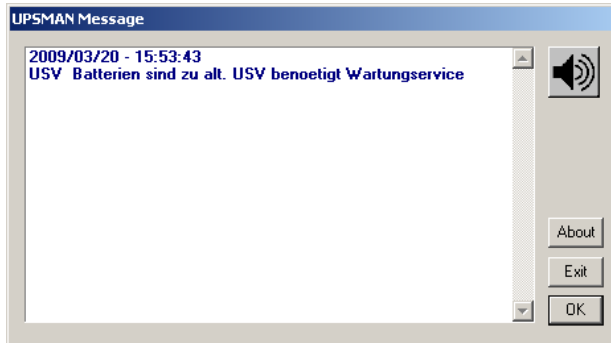 UPSMAN Message
2009/03/20 - 15:53:43
USV  Batterien sind zu alt. USV benoetigt Wartungservice
About
Exit
OK